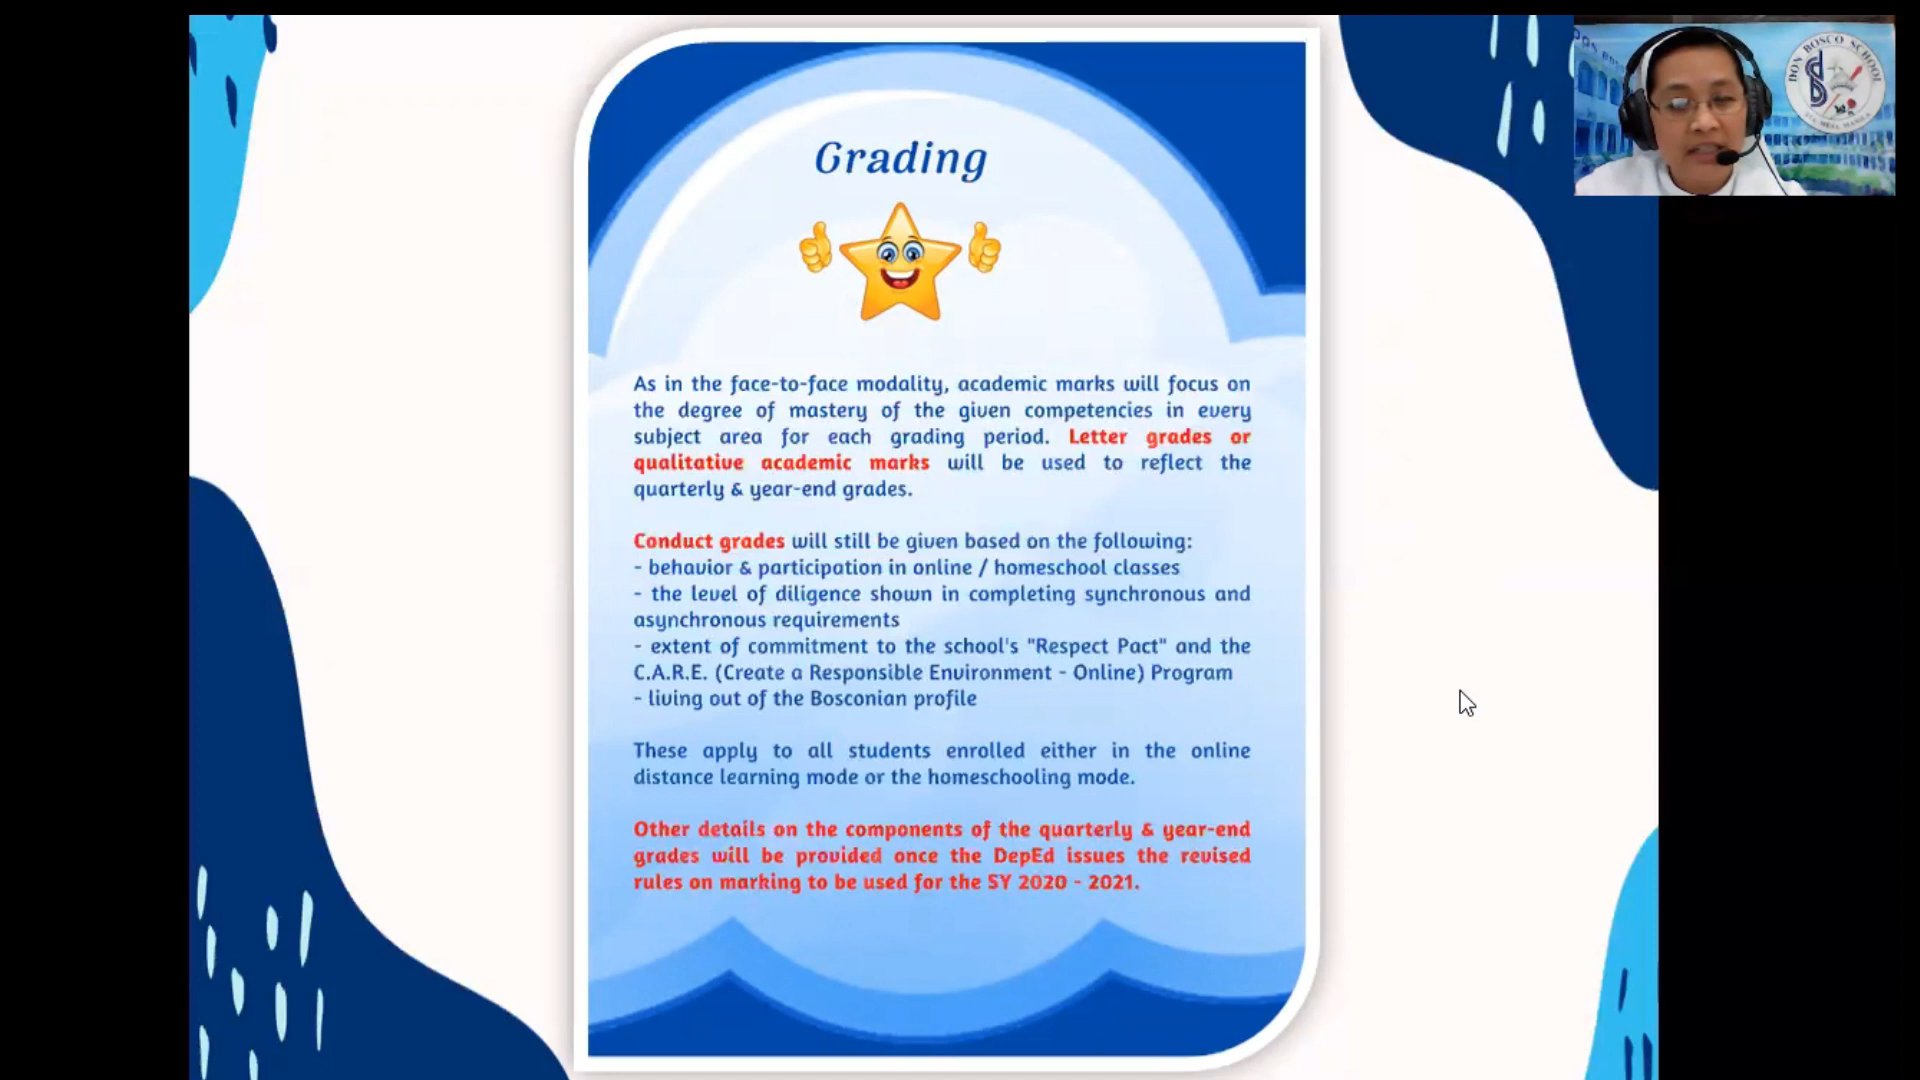 Grading
As in the face-to-face modality, academic marks will focus on
the degree of mastery of the given competencies in every
subject area for each grading period. Letter grades or
qualitative academic marks will be used to reflect the
quarterly & year-end grades.
Conduct grades will still be given based on the following:
- behavior & participation in online / homeschool classes
- the level of diligence shown in completing synchronous and
asynchronous requirements
- extent of commitment to the school's "Respect Pact" and the
C.A.R.E. (Create a Responsible Environment - Online) Program
- living out of the Bosconian profile
These apply to all students enrolled either in the online
distance learning mode or the homeschooling mode.
Other details on the components of the quarterly & year-end
grades will be provided once the DepEd issues the revised
rules on marking to be used for the SY 2020 - 2021.
DON BOSCO SCHOOL